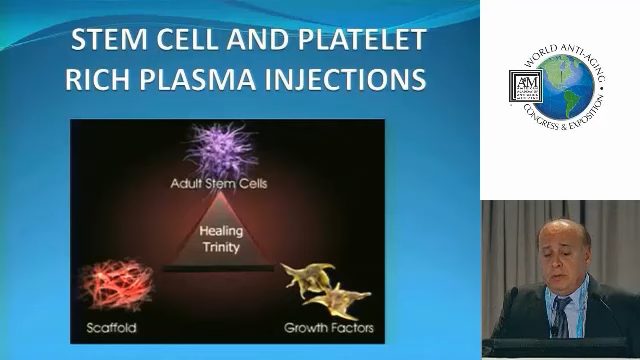 STEM CELL AND PLATELET
RICH PLASMA INJECTIONS
Adult Stem Cells
Healing
Trinity
Scaffold
Growth Factors
WORLD ANTI-AGING
CONGRESS & EXPOSITION